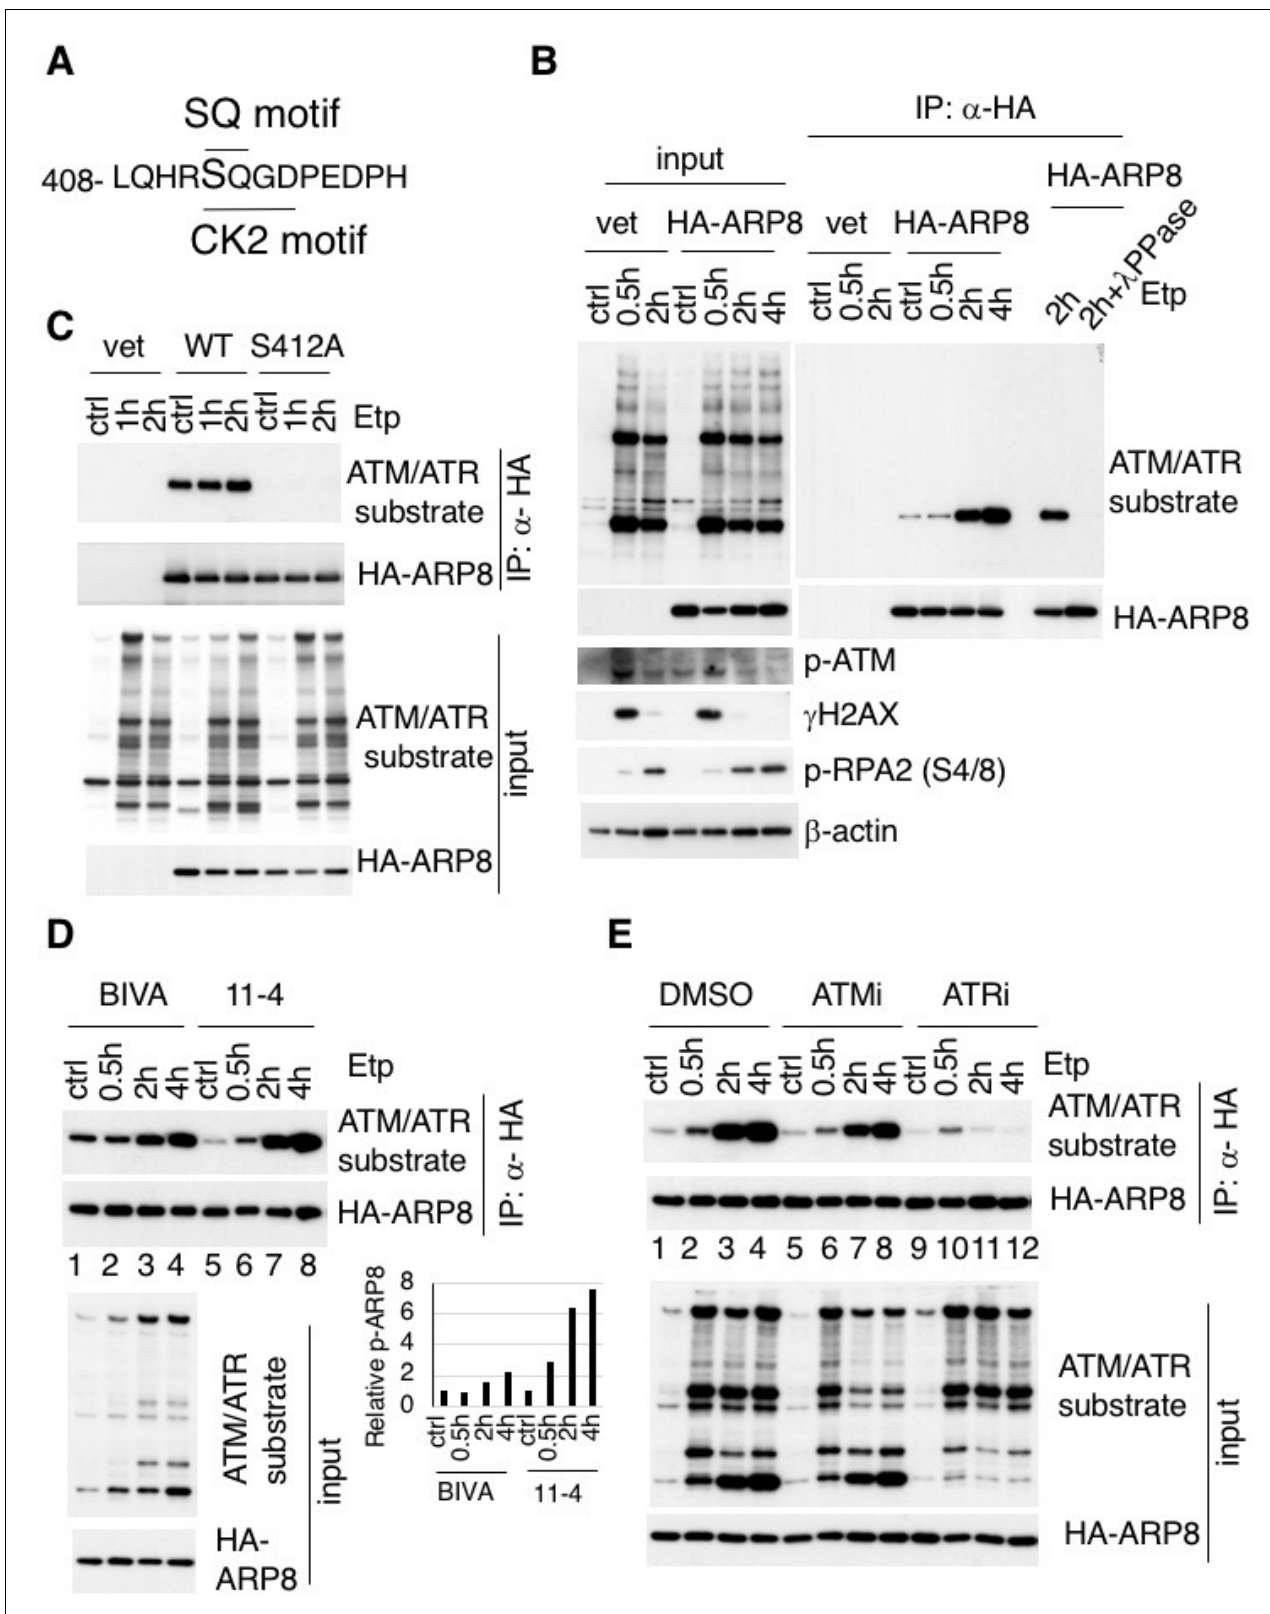 A
SQ motif
408- LQHRSQGDPEDPH
CK2 motif
B
IP: α-HA
input
HA-ARP8
vet HA-ARP8 vet HA-ARP8
ctrl 0.5h 2h ctrl 0.5h 2h 4h ctrl 0.5h 2h ctrl 0.5h 2h 4h 2h 2h+λPPase Etp
ATM/ATR
substrate
HA-ARP8
p-ATM
γH2AX
p-RPA2 (S4/8)
β-actin
C
vet WT S412A
ctrl 1h 2h ctrl 1h 2h ctrl 1h 2h Etp
ATM/ATR
substrate
HA-ARP8
IP: α- HA
ATM/ATR
substrate
HA-ARP8
input
D
BIVA 11-4
ctrl 0.5h 2h 4h ctrl 0.5h 2h 4h Etp
ATM/ATR
substrate
HA-ARP8
IP: α- HA
1 2 3 4 5 6 7 8
ATM/ATR
substrate
HA-
ARP8
input
Relative p-ARP8
8
6
4
2
0
ctrl 0.5h 2h 4h ctrl 0.5h 2h 4h
BIVA 11-4
E
DMSO ATMi ATRi
ctrl 0.5h 2h 4h ctrl 0.5h 2h 4h ctrl 0.5h 2h 4h Etp
ATM/ATR
substrate
HA-ARP8
IP: α- HA
1 2 3 4 5 6 7 8 9 10 11 12
ATM/ATR
substrate
HA-ARP8
input